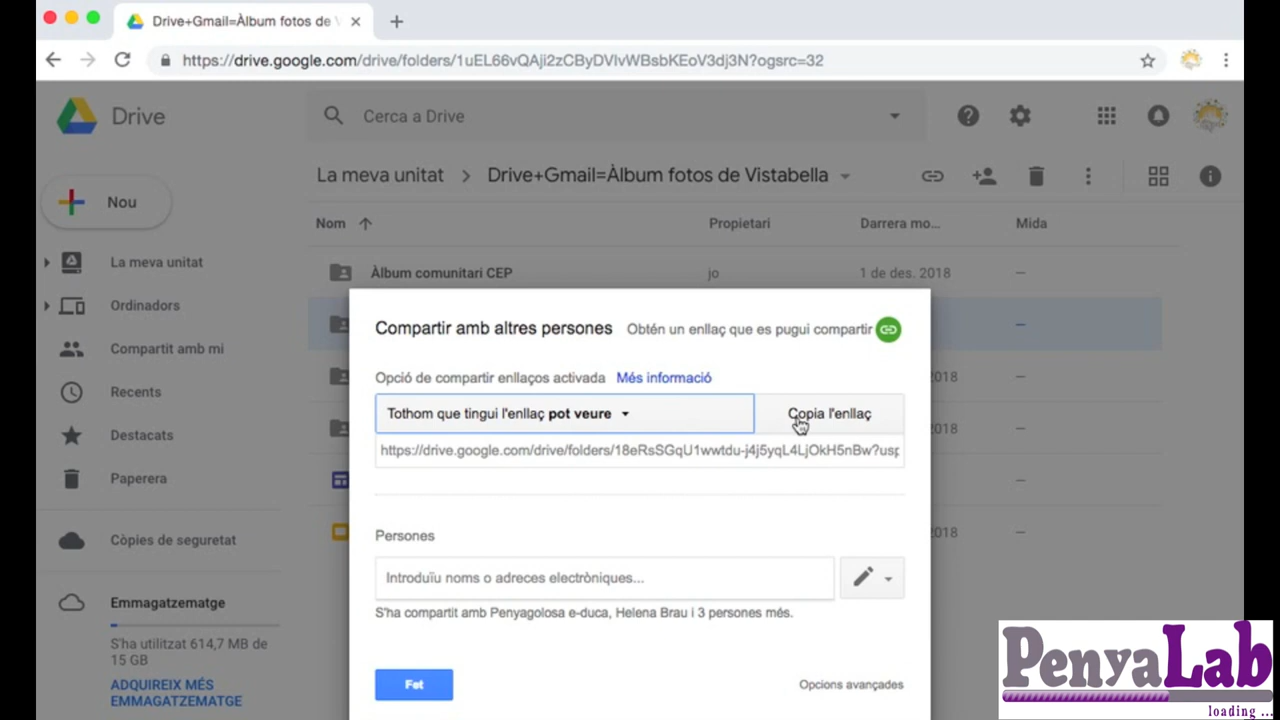 Drive+Gmail=Àlbum fotos de V
https://drive.google.com/drive/folders/1uEL66vQAji2zCByDVlvWBsbKEoV3dj3N?ogsrc=32
Drive
Cerca a Drive
La meva unitat > Drive+Gmail=Àlbum fotos de Vistabella
Nou
Nom
Propietari
Darrera mo...
Mida
La meva unitat
Àlbum comunitari CEP
jo
1 de des. 2018
—
Ordinadors
—
Compartit amb mi
2018
—
Recents
2018
—
Destacats
—
Paperera
2018
—
Còpies de seguretat
Emmagatzematge
S'ha utilitzat 614,7 MB de
15 GB
ADQUIREIX MÉS
EMMAGATZEMATGE
Compartir amb altres persones
Obtén un enllaç que es pugui compartir
Opció de compartir enllaços activada
Més informació
Tothom que tingui l'enllaç pot veure
Copia l'enllaç
https://drive.google.com/drive/folders/18eRsSGqU1wwtdu-j4j5yqL4LjOkH5nBw?usp
Persones
Introduïu noms o adreces electròniques...
S'ha compartit amb Penyagolosa e-duca, Helena Brau i 3 persones més.
Fet
Opcions avançades
PenyaLab
loading ...